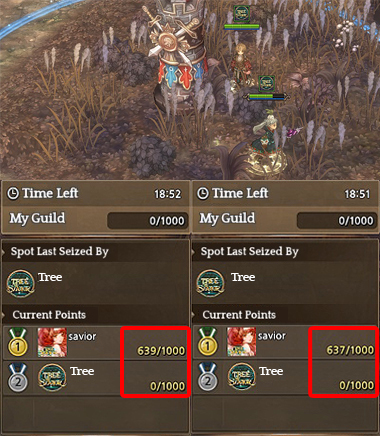 Time Left 18:52
My Guild 0/1000
Spot Last Seized By
Tree
Current Points
1 savior 639/1000
2 Tree 0/1000
Time Left 18:51
My Guild 0/1000
Spot Last Seized By
Tree
Current Points
1 savior 637/1000
2 Tree 0/1000